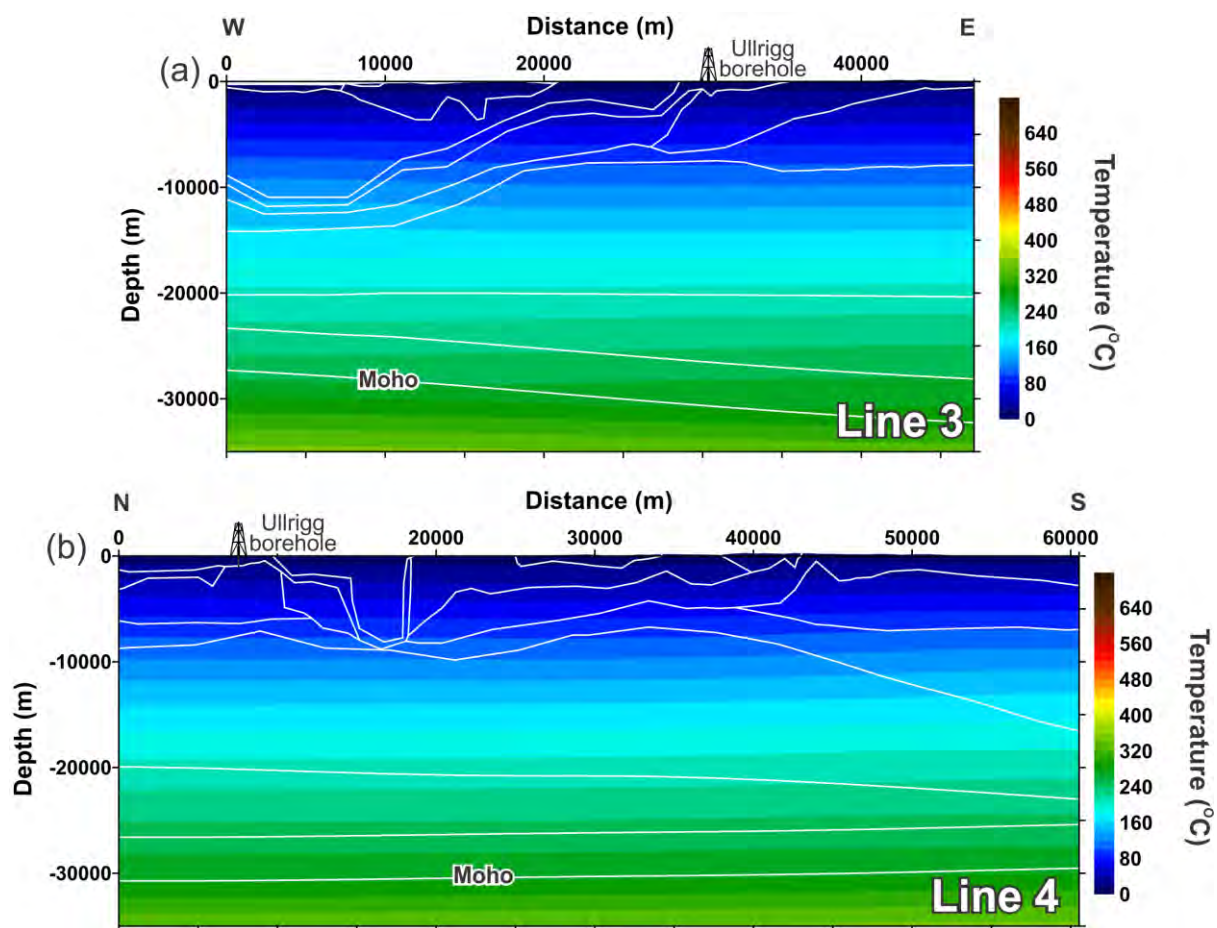 W
Distance (m)
E
(a)
Ullrigg
borehole
0
10000
20000
40000
0
-10000
-20000
-30000
Depth (m)
Moho
Line 3
640
560
480
400
320
240
160
80
0
Temperature (°C)
N
Distance (m)
S
(b)
Ullrigg
borehole
0
20000
30000
40000
50000
60000
0
-10000
-20000
-30000
Depth (m)
Moho
Line 4
640
560
480
400
320
240
160
80
0
Temperature (°C)